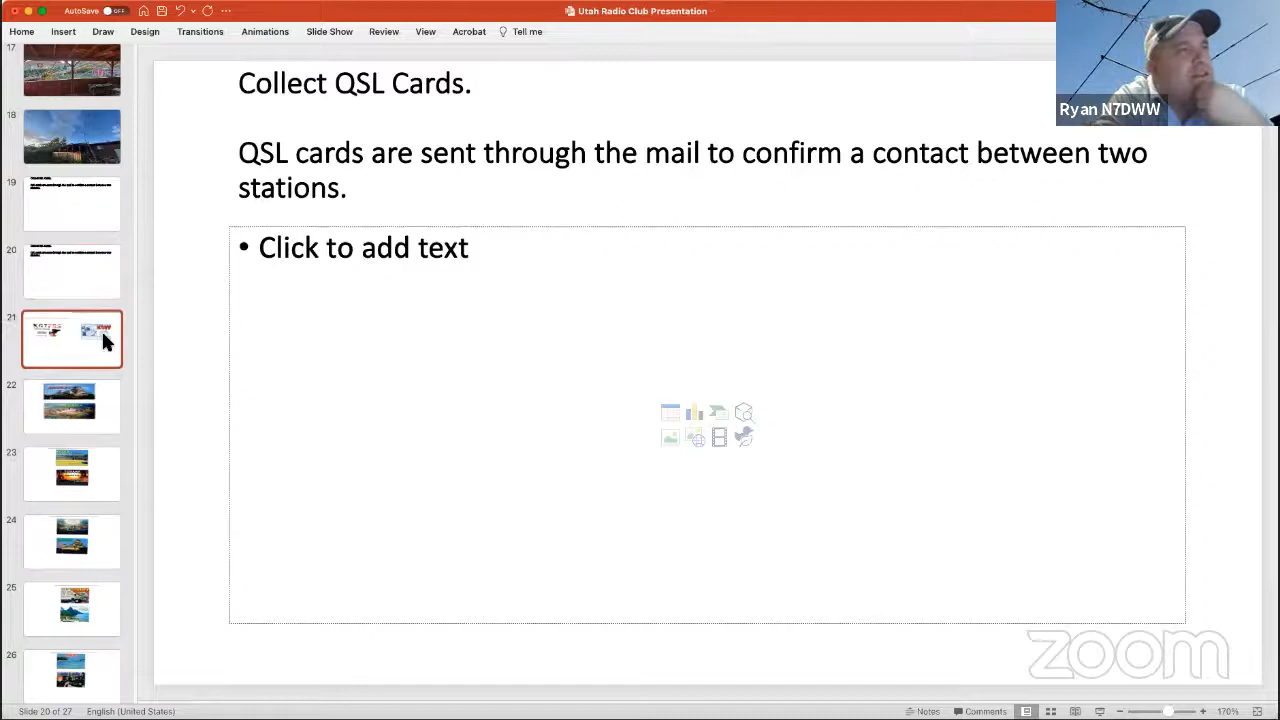 AutoSave OFF
Utah Radio Club Presentation
Home Insert Draw Design Transitions Animations Slide Show Review View Acrobat Tell me
Ryan N7DWW
17
18
19
20
21
22
23
24
25
26
Collect QSL Cards.
QSL cards are sent through the mail to confirm a contact between two
stations.
• Click to add text
zoom
Slide 20 of 27 English (United States) Notes Comments 170%